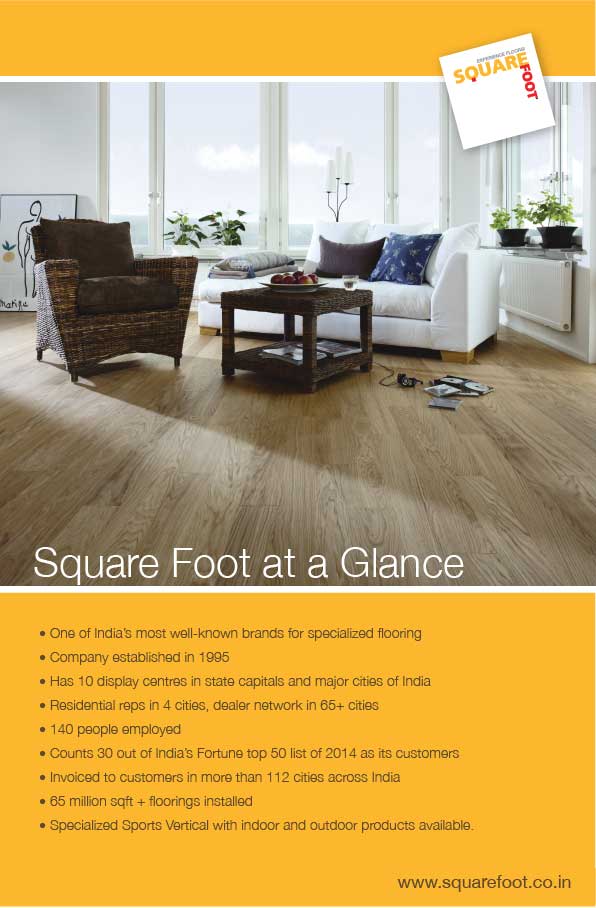 EXPERIENCE FLOORS
SQUARE
FOOT
marique
Square Foot at a Glance
• One of India's most well-known brands for specialized flooring
• Company established in 1995
• Has 10 display centres in state capitals and major cities of India
• Residential reps in 4 cities, dealer network in 65+ cities
• 140 people employed
• Counts 30 out of India's Fortune top 50 list of 2014 as its customers
• Invoiced to customers in more than 112 cities across India
• 65 million sqft + floorings installed
• Specialized Sports Vertical with indoor and outdoor products available.
www.squarefoot.co.in